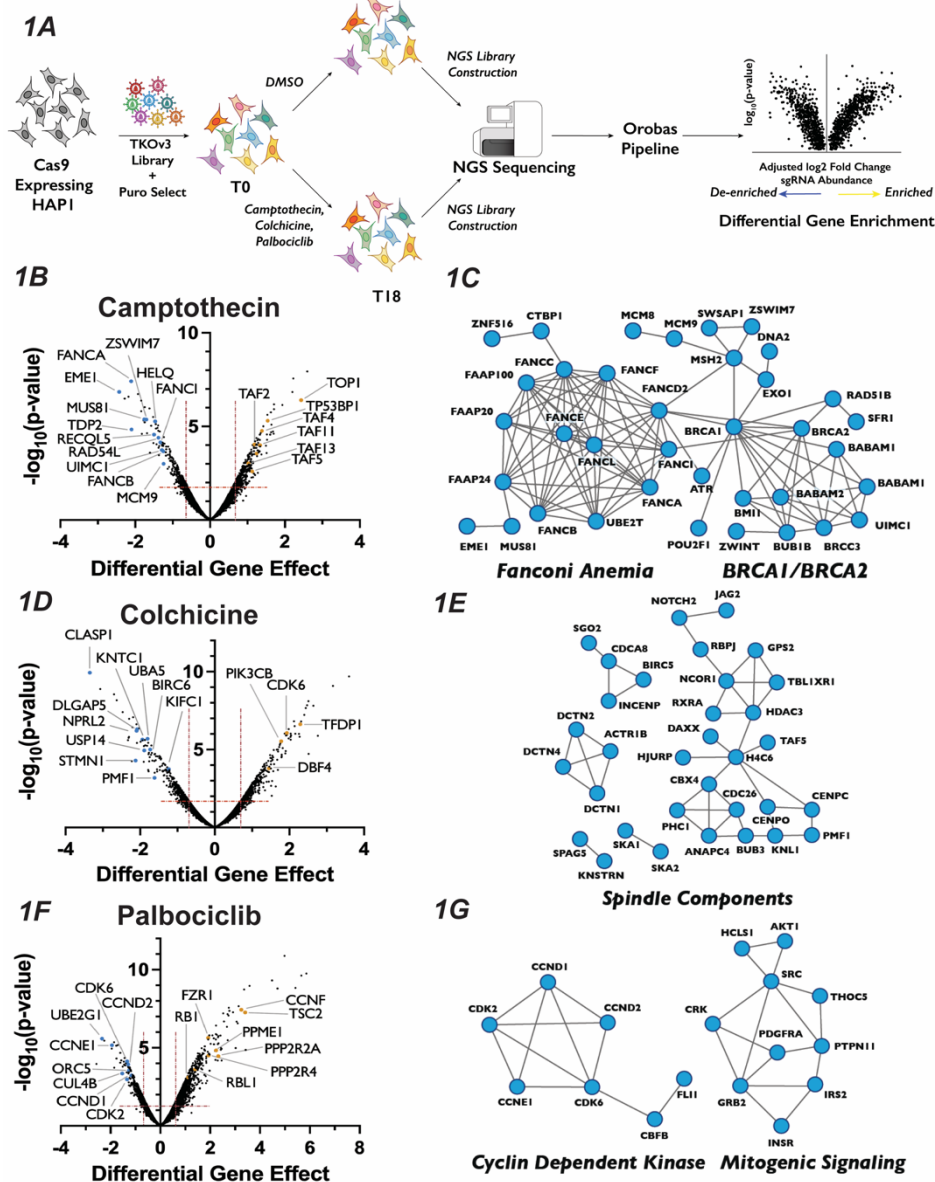 1A
DMSO
NGS Library
Construction
Cas9
Expressing
HAP1
TKOv3
Library
+
Puro Select
T0
Camptothecin,
Colchicine,
Palbociclib
T18
NGS Sequencing
NGS Library
Construction
Orobas
Pipeline
log10(p-value)
Adjusted log2 Fold Change
sgRNA Abundance
De-enriched
Enriched
Differential Gene Enrichment
1B
Camptothecin
-log10(p-value)
10
5
-4
-2
0
2
4
Differential Gene Effect
ZSWIM7
FANCA
HELQ
EME1
FANCI
MUS81
TDP2
RECQL5
RAD54L
UIMC1
FANCB
MCM9
TAF2
TOP1
TP53BP1
TAF4
TAF11
TAF13
TAF5
1C
ZNF516
CTBP1
MCM8
MCM9
SWSAP1
ZSWIM7
DNA2
MSH2
EXO1
FANCC
FANCF
FAAP100
FANCD2
RAD51B
FAAP20
FANCE
BRCA1
BRCA2
SFR1
FANCL
FANCI
BABAM1
FAAP24
FANCA
ATR
BABAM2
BABAM1
BMI1
FANCB
UBE2T
UIMC1
EME1
MUS81
POU2F1
ZWINT
BUB1B
BRCC3
Fanconi Anemia
BRCA1/BRCA2
1D
Colchicine
-log10(p-value)
10
5
-4
-2
0
2
4
Differential Gene Effect
CLASP1
KNTC1
UBA5
BIRC6
KIFC1
DLGAP5
NPRL2
USP14
STMN1
PMF1
PIK3CB
CDK6
TFDP1
DBF4
1E
JAG2
NOTCH2
SGO2
CDCA8
RBPJ
GPS2
BIRC5
NCOR1
TBL1XR1
INCENP
RXRA
HDAC3
DCTN2
ACTR1B
DAXX
TAF5
DCTN4
HJURP
H4C6
DCTN1
CBX4
CDC26
CENPC
CENPO
PHC1
PMF1
SKA1
ANAPC4
BUB3
KNL1
SPAG5
SKA2
KNSTRN
Spindle Components
1F
Palbociclib
-log10(p-value)
10
5
-4
-2
0
2
4
6
8
Differential Gene Effect
CDK6
CCND2
UBE2G1
CCNE1
ORC5
CUL4B
CCND1
CDK2
FZR1
RB1
CCNF
TSC2
PPME1
PPP2R2A
PPP2R4
RBL1
1G
CCND1
CDK2
CCND2
CCNE1
CDK6
FLI1
CBFB
HCLS1
AKT1
SRC
THOC5
CRK
PDGFRA
PTPN11
GRB2
IRS2
INSR
Cyclin Dependent Kinase
Mitogenic Signaling